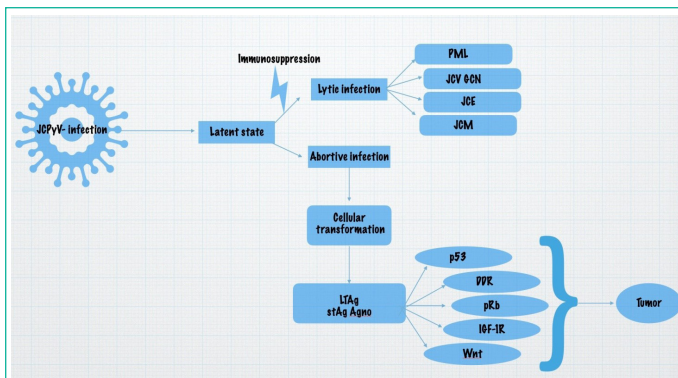 Immunosuppression
PML
JCV GCN
JCE
JCM
Lytic infection
JCPyV- infection
Latent state
Abortive infection
Cellular
transformation
LTAg
stAg Agno
p53
DDR
pRb
IGF-1R
Wnt
Tumor